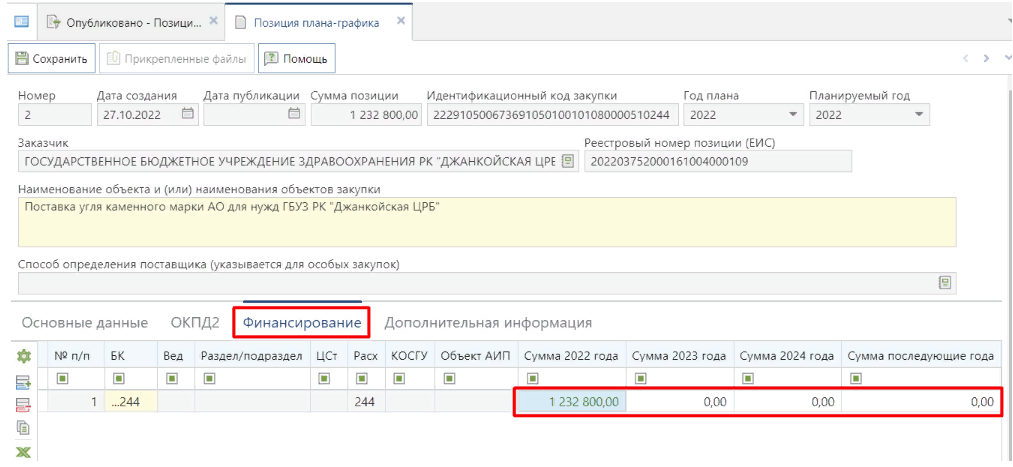 Опубликовано - Позици... Позиция плана-графика
Сохранить Прикрепленные файлы Помощь
Номер Дата создания Дата публикации Сумма позиции Идентификационный код закупки Год плана Планируемый год
2 27.10.2022 1 232 800,00 222910500673691050100101080000510244 2022 2022
Заказчик Реестровый номер позиции (ЕИС)
ГОСУДАРСТВЕННОЕ БЮДЖЕТНОЕ УЧРЕЖДЕНИЕ ЗДРАВООХРАНЕНИЯ РК "ДЖАНКОЙСКАЯ ЦРБ 202203752000161004000109
Наименование объекта и (или) наименования объектов закупки
Поставка угля каменного марки АО для нужд ГБУЗ РК "Джанкойская ЦРБ"
Способ определения поставщика (указывается для особых закупок)
Основные данные ОКПД2 Финансирование Дополнительная информация
№ п/п БК Вед Раздел/подраздел ЦСт Расх КОСГУ Объект АИП Сумма 2022 года Сумма 2023 года Сумма 2024 года Сумма последующие года
1 ...244 244 1 232 800,00 0,00 0,00 0,00